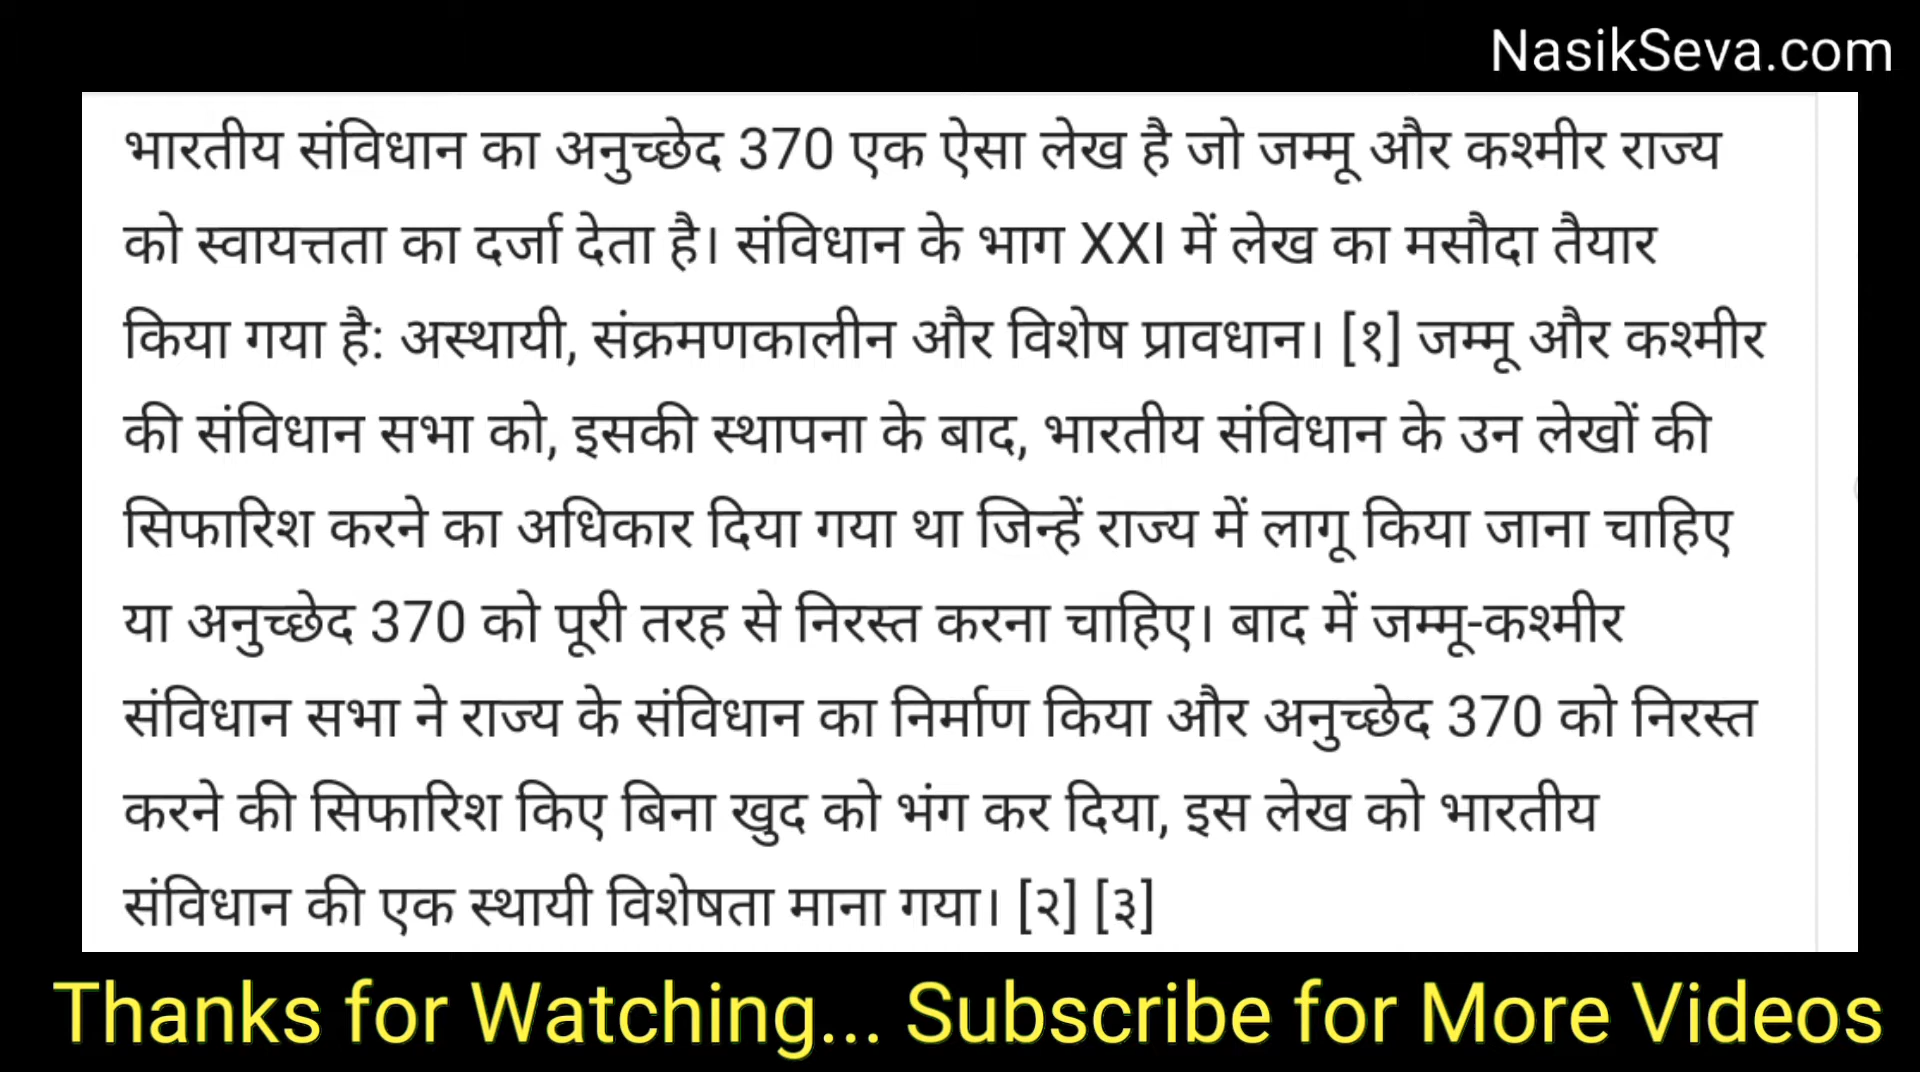 NasikSeva.com
भारतीय संविधान का अनुच्छेद 370 एक ऐसा लेख है जो जम्मू और कश्मीर राज्य
को स्वायत्तता का दर्जा देता है। संविधान के भाग XXI में लेख का मसौदा तैयार
किया गया है: अस्थायी, संक्रमणकालीन और विशेष प्रावधान। [१] जम्मू और कश्मीर
की संविधान सभा को, इसकी स्थापना के बाद, भारतीय संविधान के उन लेखों की
सिफारिश करने का अधिकार दिया गया था जिन्हें राज्य में लागू किया जाना चाहिए
या अनुच्छेद 370 को पूरी तरह से निरस्त करना चाहिए। बाद में जम्मू-कश्मीर
संविधान सभा ने राज्य के संविधान का निर्माण किया और अनुच्छेद 370 को निरस्त
करने की सिफारिश किए बिना खुद को भंग कर दिया, इस लेख को भारतीय
संविधान की एक स्थायी विशेषता माना गया। [२] [३]
Thanks for Watching... Subscribe for More Videos